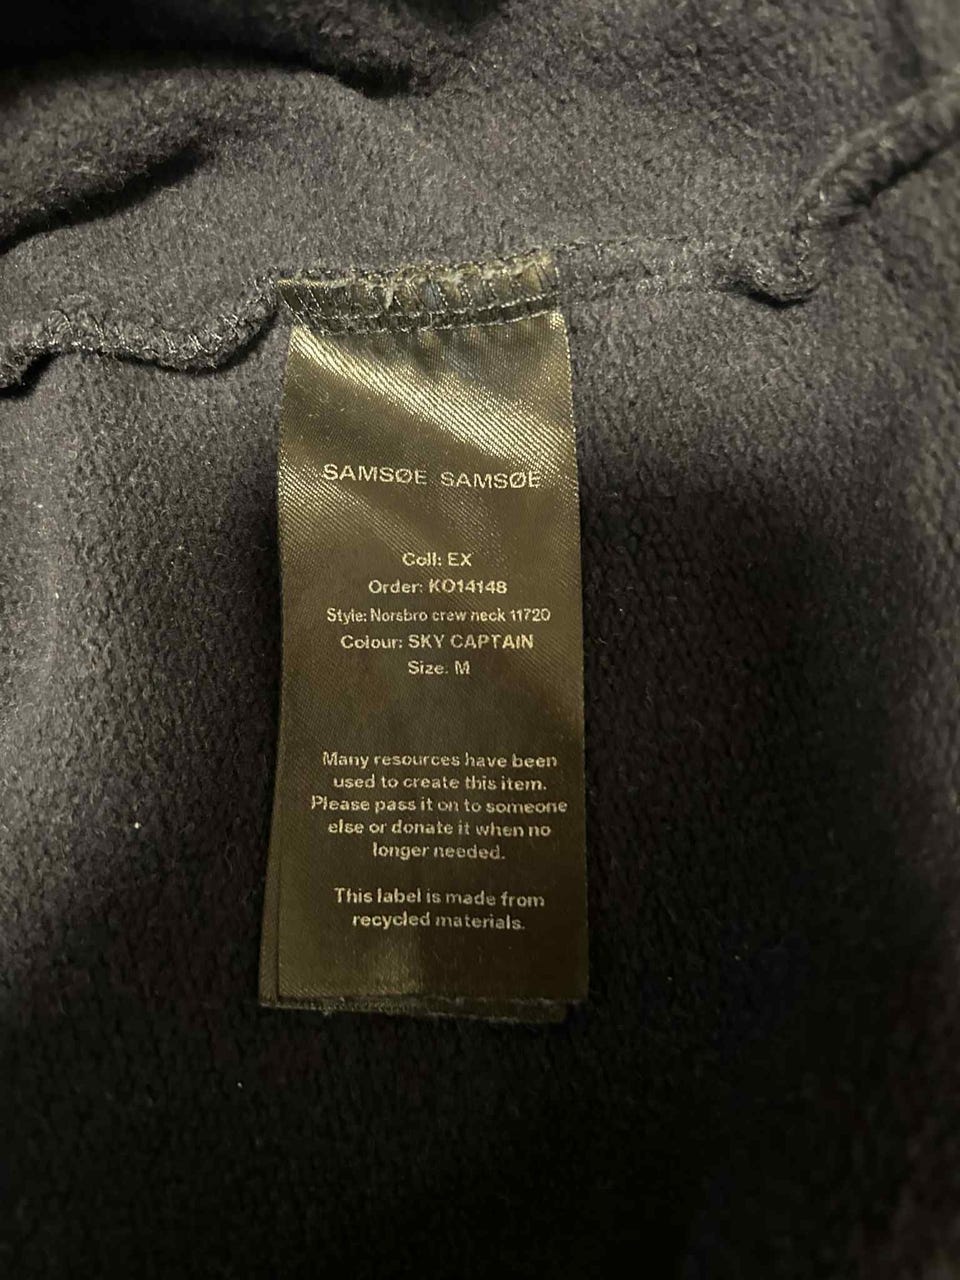 SAMSØE SAMSØE
Coll: EX
Order: KO14148
Style: Norsbro crew neck 11720
Colour: SKY CAPTAIN
Size. M
Many resources have been
used to create this item.
Please pass it on to someone
else or donate it when no
longer needed.
This label is made from
recycled materials.